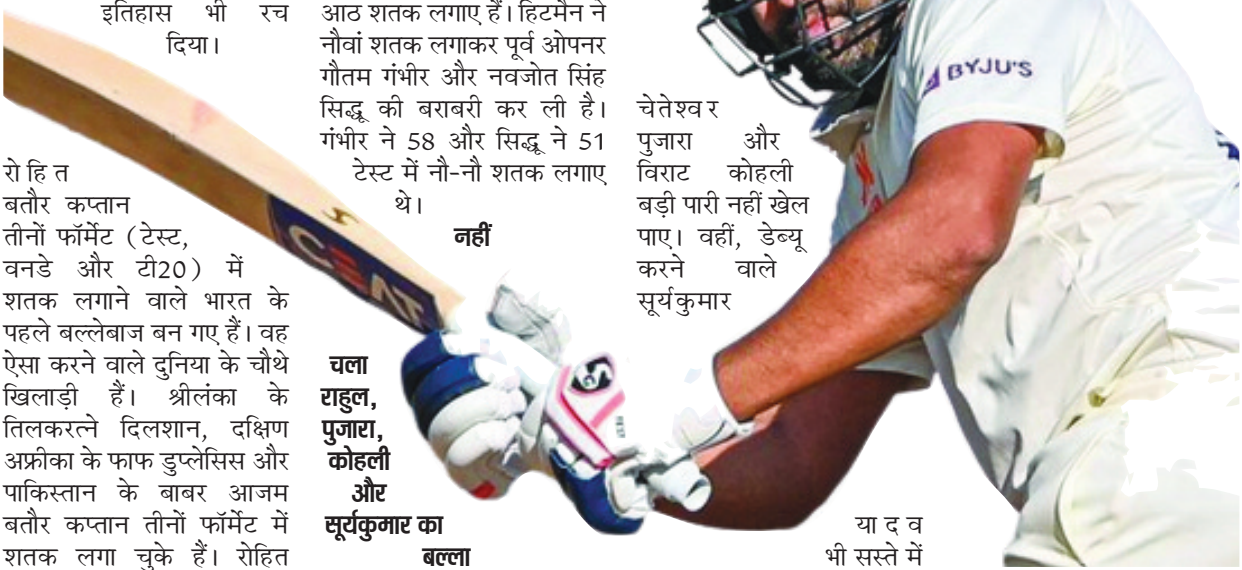 इतिहास भी रच
दिया।
रोहित
बतौर कप्तान
तीनों फॉर्मेट (टेस्ट,
वनडे और टी20) में
शतक लगाने वाले भारत के
पहले बल्लेबाज बन गए हैं। वह
ऐसा करने वाले दुनिया के चौथे
खिलाड़ी हैं। श्रीलंका के
तिलकरत्ने दिलशान, दक्षिण
अफ्रीका के फाफ डुप्लेसिस और
पाकिस्तान के बाबर आजम
बतौर कप्तान तीनों फॉर्मेट में
शतक लगा चुके हैं। रोहित
आठ शतक लगाए हैं। हिटमैन ने
नौवां शतक लगाकर पूर्व ओपनर
गौतम गंभीर और नवजोत सिंह
सिद्धू की बराबरी कर ली है।
गंभीर ने 58 और सिद्धू ने 51
टेस्ट में नौ-नौ शतक लगाए
थे।
नहीं
चला
राहुल,
पुजारा,
कोहली
और
सूर्यकुमार का
बल्ला
चेतेश्वर
पुजारा और
विराट कोहली
बड़ी पारी नहीं खेल
पाए। वहीं, डेब्यू
करने वाले
सूर्यकुमार
यादव
भी सस्ते में
BYJU'S
CEAT
SG